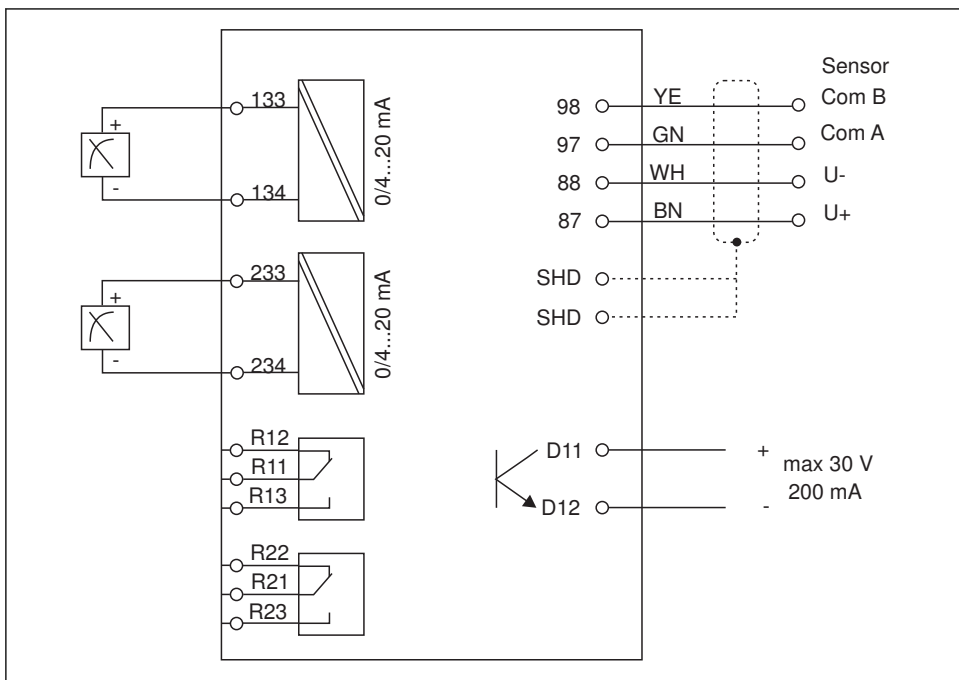 133
+
-
134
0/4...20 mA
233
+
-
234
0/4...20 mA
R12
R11
R13
R22
R21
R23
Sensor
98 YE Com B
97 GN Com A
88 WH U-
87 BN U+
SHD
SHD
D11 +
max 30 V
200 mA
D12 -